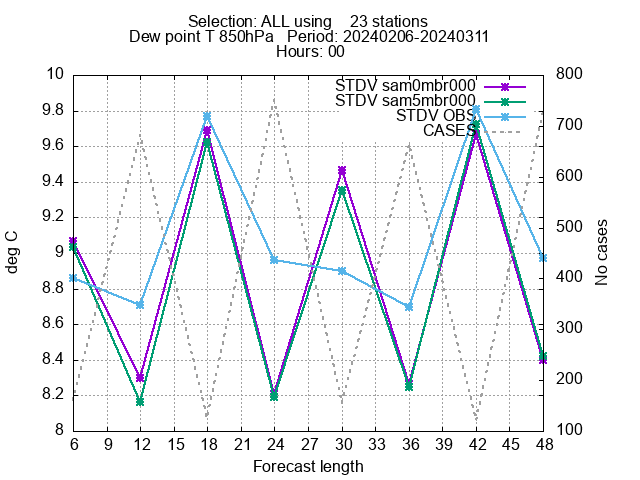 Selection: ALL using 23 stations
Dew point T 850hPa Period: 20240206-20240311
Hours: 00
STDV sam0mbr000
STDV sam5mbr000
STDV OBS
CASES
10
9.8
9.6
9.4
9.2
9
8.8
8.6
8.4
8.2
8
deg C
800
700
600
500
400
300
200
100
No cases
6 9 12 15 18 21 24 27 30 33 36 39 42 45 48
Forecast length